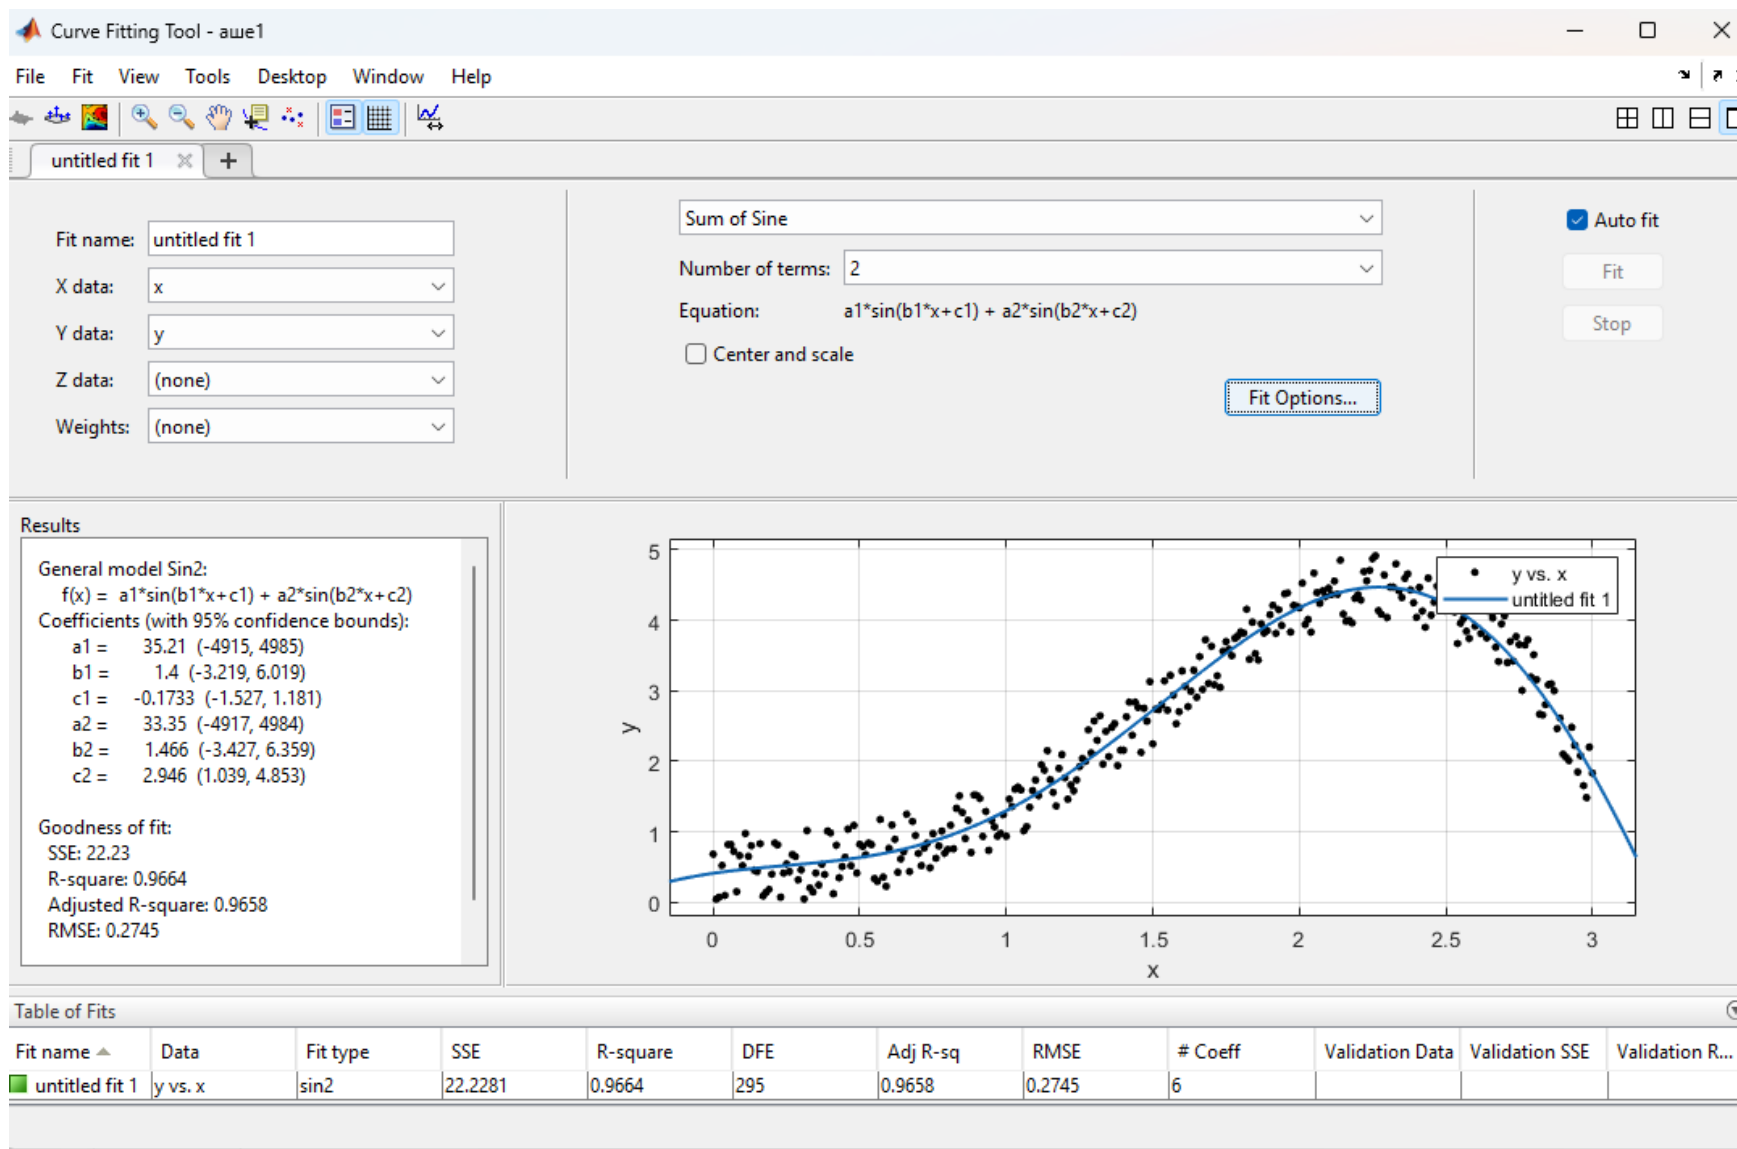 Curve Fitting Tool - аше1
File Fit View Tools Desktop Window Help
untitled fit 1
Fit name: untitled fit 1
X data: x
Y data: y
Z data: (none)
Weights: (none)
Sum of Sine
Number of terms: 2
Equation: a1*sin(b1*x+c1) + a2*sin(b2*x+c2)
Center and scale
Fit Options...
Auto fit
Fit
Stop
Results
General model Sin2:
f(x) = a1*sin(b1*x+c1) + a2*sin(b2*x+c2)
Coefficients (with 95% confidence bounds):
a1 = 35.21 (-4915, 4985)
b1 = 1.4 (-3.219, 6.019)
c1 = -0.1733 (-1.527, 1.181)
a2 = 33.35 (-4917, 4984)
b2 = 1.466 (-3.427, 6.359)
c2 = 2.946 (1.039, 4.853)
Goodness of fit:
SSE: 22.23
R-square: 0.9664
Adjusted R-square: 0.9658
RMSE: 0.2745
5
4
3
2
1
0
y
y vs. x
untitled fit 1
0 0.5 1 1.5 2 2.5 3
x
Table of Fits
Fit name Data Fit type SSE R-square DFE Adj R-sq RMSE # Coeff Validation Data Validation SSE Validation R...
untitled fit 1 y vs. x sin2 22.2281 0.9664 295 0.9658 0.2745 6